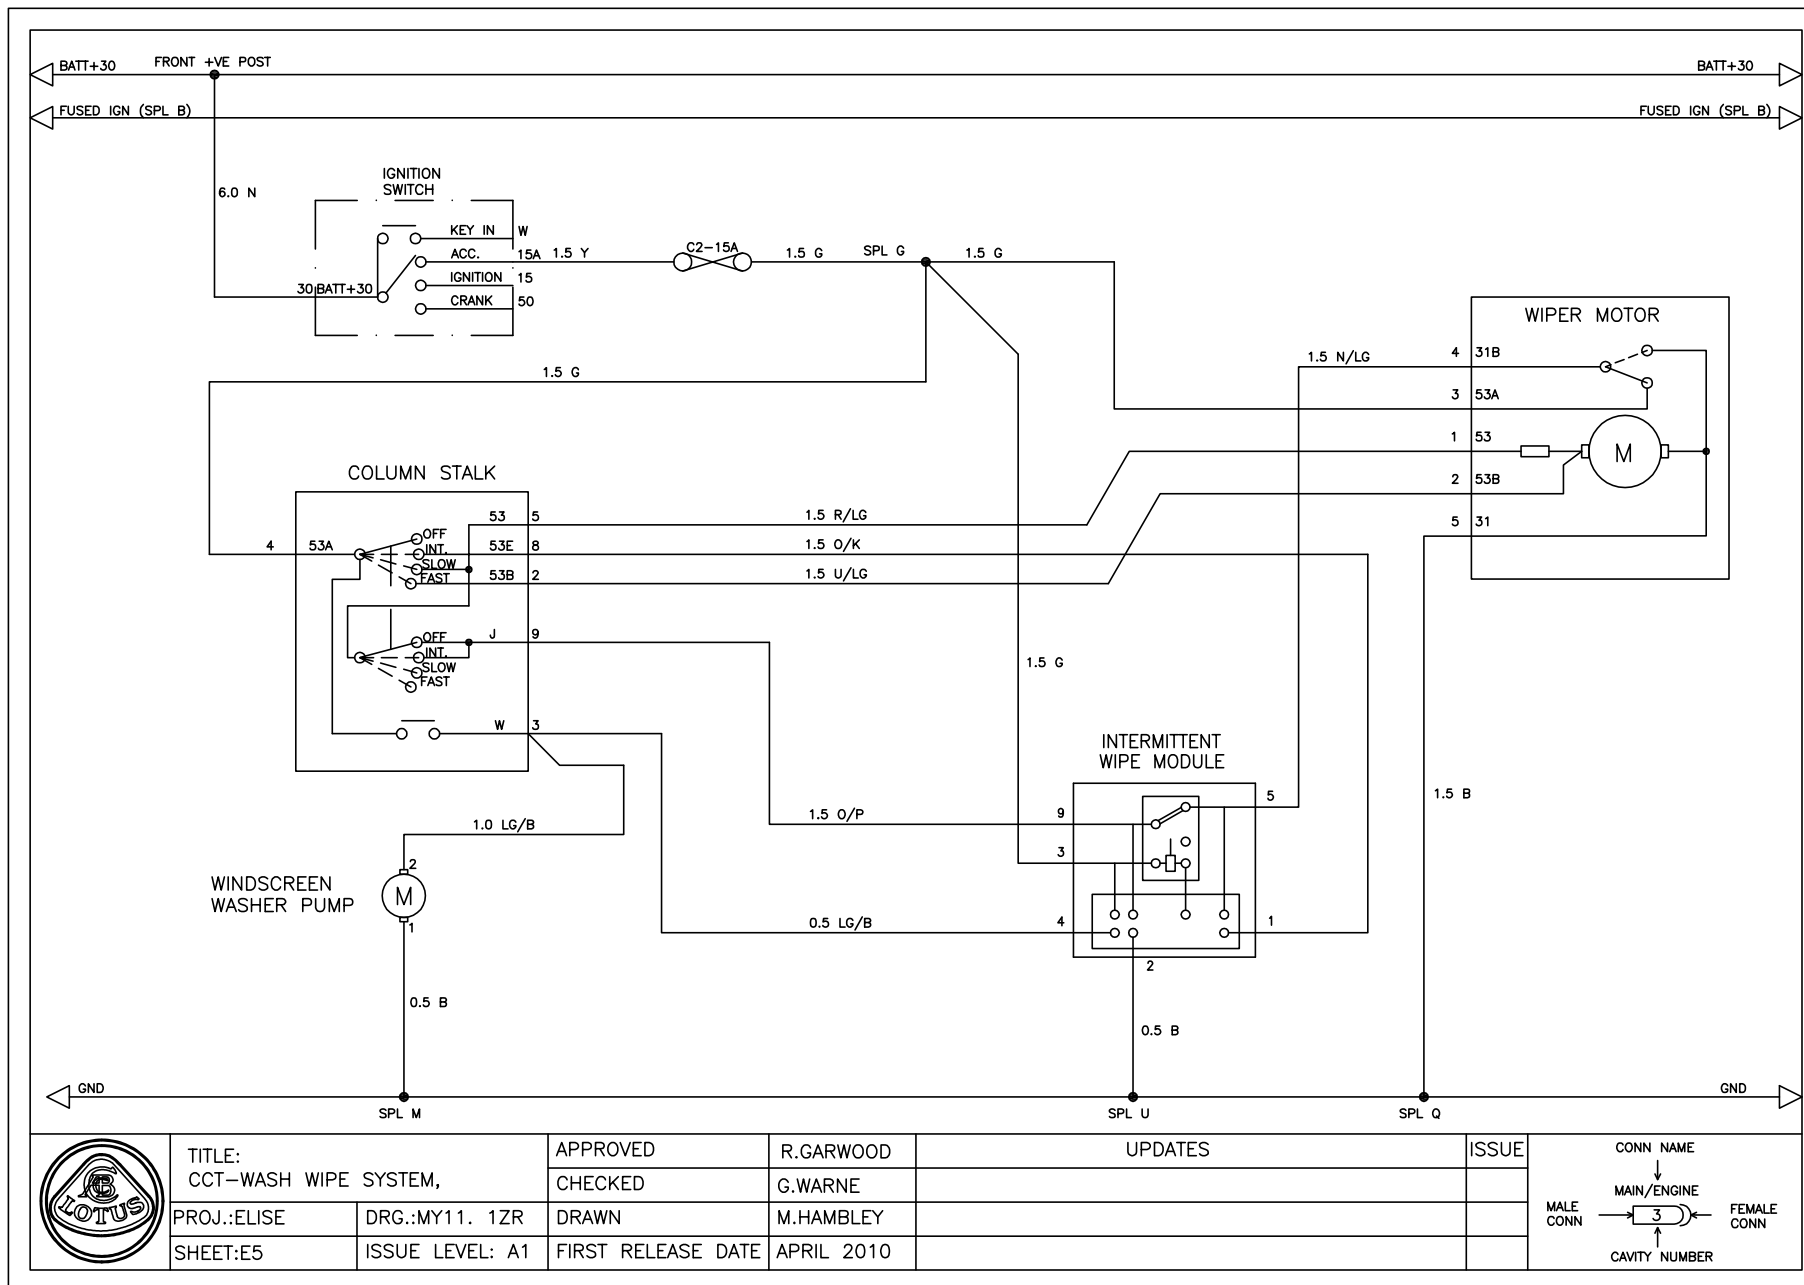 BATT+30 FRONT +VE POST BATT+30
FUSED IGN (SPL B) FUSED IGN (SPL B)
6.0 N
IGNITION
SWITCH
KEY IN W
ACC. 15A 1.5 Y C2-15A 1.5 G SPL G 1.5 G
IGNITION 15
30 BATT+30
CRANK 50
WIPER MOTOR
1.5 N/LG 4 31B
1.5 G
3 53A
1 53
M
2 53B
5 31
COLUMN STALK
53 5 1.5 R/LG
OFF
4 53A INT. 53E 8 1.5 O/K
SLOW
FAST 53B 2 1.5 U/LG
OFF J 9
INT.
SLOW
FAST
1.5 G
W 3
INTERMITTENT
WIPE MODULE
5
1.5 B
1.0 LG/B 1.5 O/P 9
3
2
WINDSCREEN
WASHER PUMP
M
1
0.5 LG/B 4 1
2
0.5 B
0.5 B
GND GND
SPL M SPL U SPL Q
LOTUS
TITLE:
CCT-WASH WIPE SYSTEM,
PROJ.:ELISE DRG.:MY11. 1ZR
SHEET:E5 ISSUE LEVEL: A1
APPROVED R.GARWOOD
CHECKED G.WARNE
DRAWN M.HAMBLEY
FIRST RELEASE DATE APRIL 2010
UPDATES ISSUE
CONN NAME
MAIN/ENGINE
MALE
CONN
3
FEMALE
CONN
CAVITY NUMBER